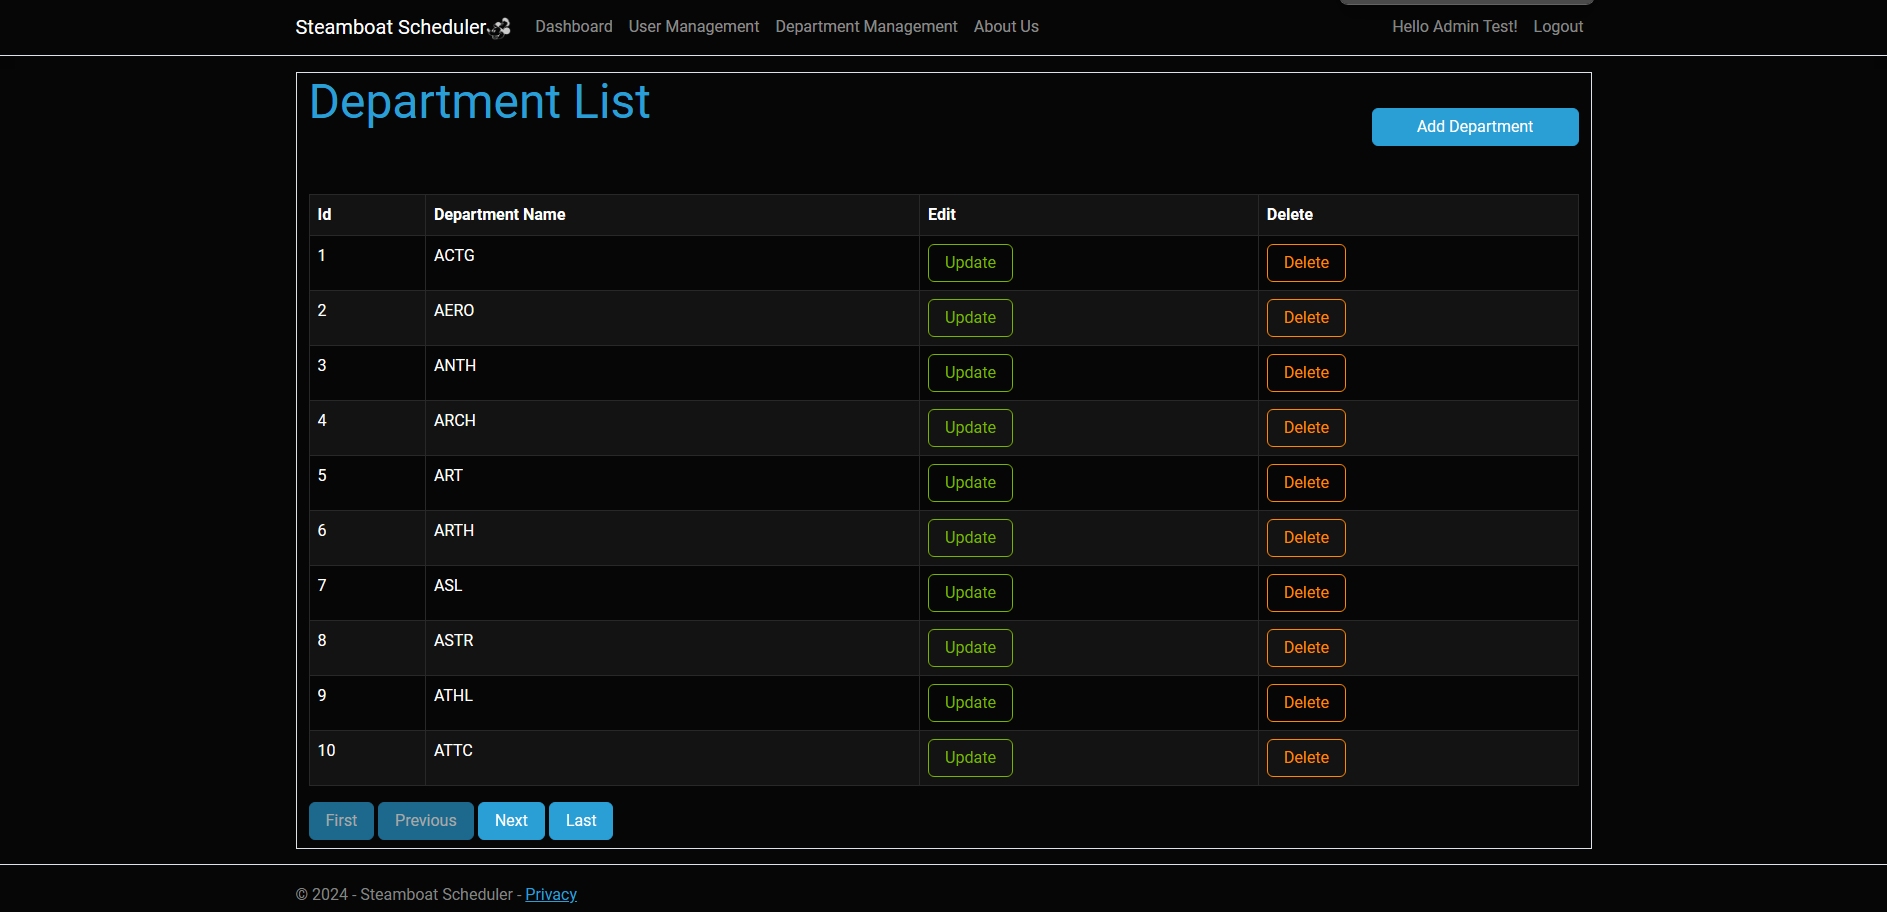 Steamboat Scheduler Dashboard User Management Department Management About Us Hello Admin Test! Logout
Department List
Add Department
Id Department Name Edit Delete
1 ACTG Update Delete
2 AERO Update Delete
3 ANTH Update Delete
4 ARCH Update Delete
5 ART Update Delete
6 ARTH Update Delete
7 ASL Update Delete
8 ASTR Update Delete
9 ATHL Update Delete
10 ATTC Update Delete
First Previous Next Last
© 2024 - Steamboat Scheduler - Privacy